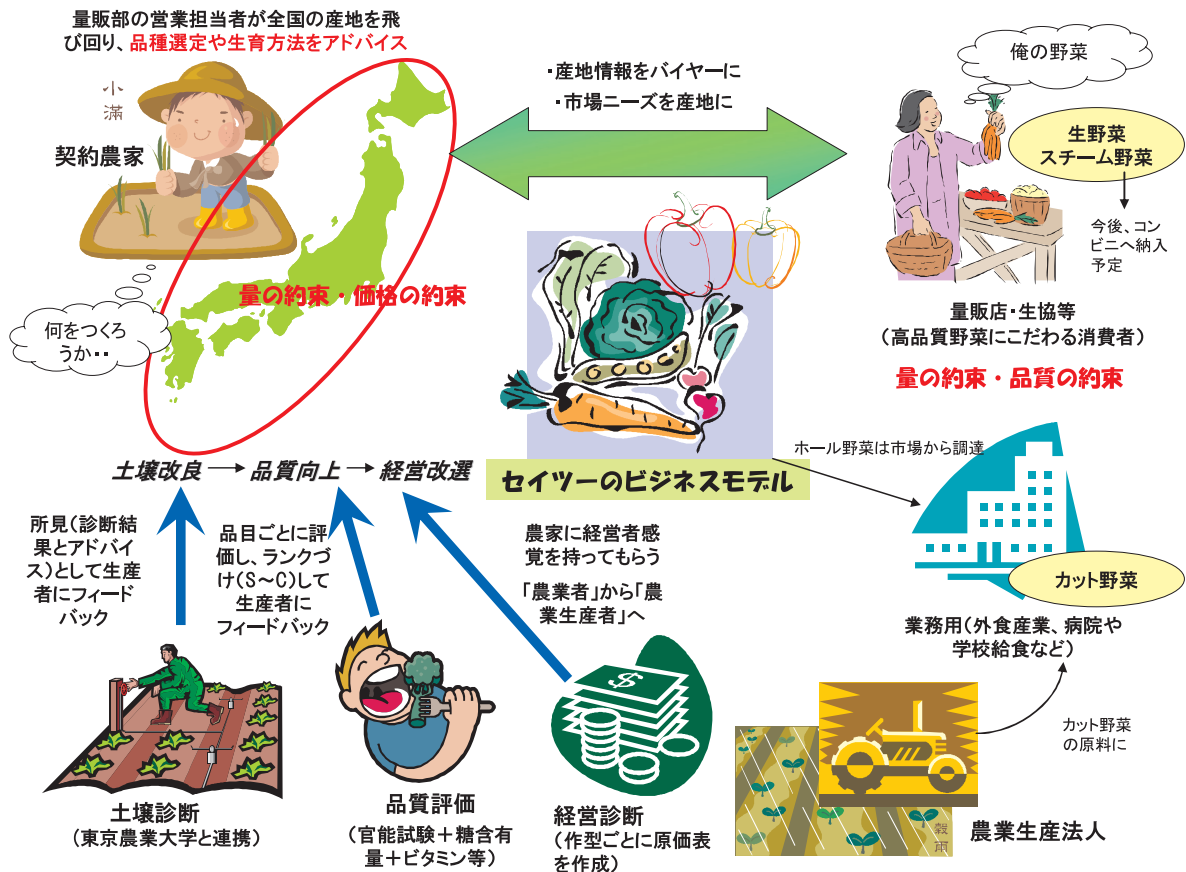 量販部の営業担当者が全国の産地を飛
び回り、品種選定や生育方法をアドバイス
小
満
契約農家
何をつくろ
うか・・
量の約束・価格の約束
・産地情報をバイヤーに
・市場ニーズを産地に
俺の野菜
生野菜
スチーム野菜
今後、コン
ビニへ納入
予定
量販店・生協等
（高品質野菜にこだわる消費者）
量の約束・品質の約束
土壌改良
品質向上
経営改選
セイツーのビジネスモデル
ホール野菜は市場から調達
所見（診断結
果とアドバイ
ス）として生産
者にフィード
バック
品目ごとに評
価し、ランクづ
け（S～C）して
生産者に
フィードバック
農家に経営者感
覚を持ってもらう
「農業者」から「農
業生産者」へ
カット野菜
業務用（外食産業、病院や
学校給食など）
カット野菜
の原料に
$
土壌診断
（東京農業大学と連携）
品質評価
（官能試験＋糖含有
量＋ビタミン等）
経営診断
（作型ごとに原価表
を作成）
穀
雨
農業生産法人